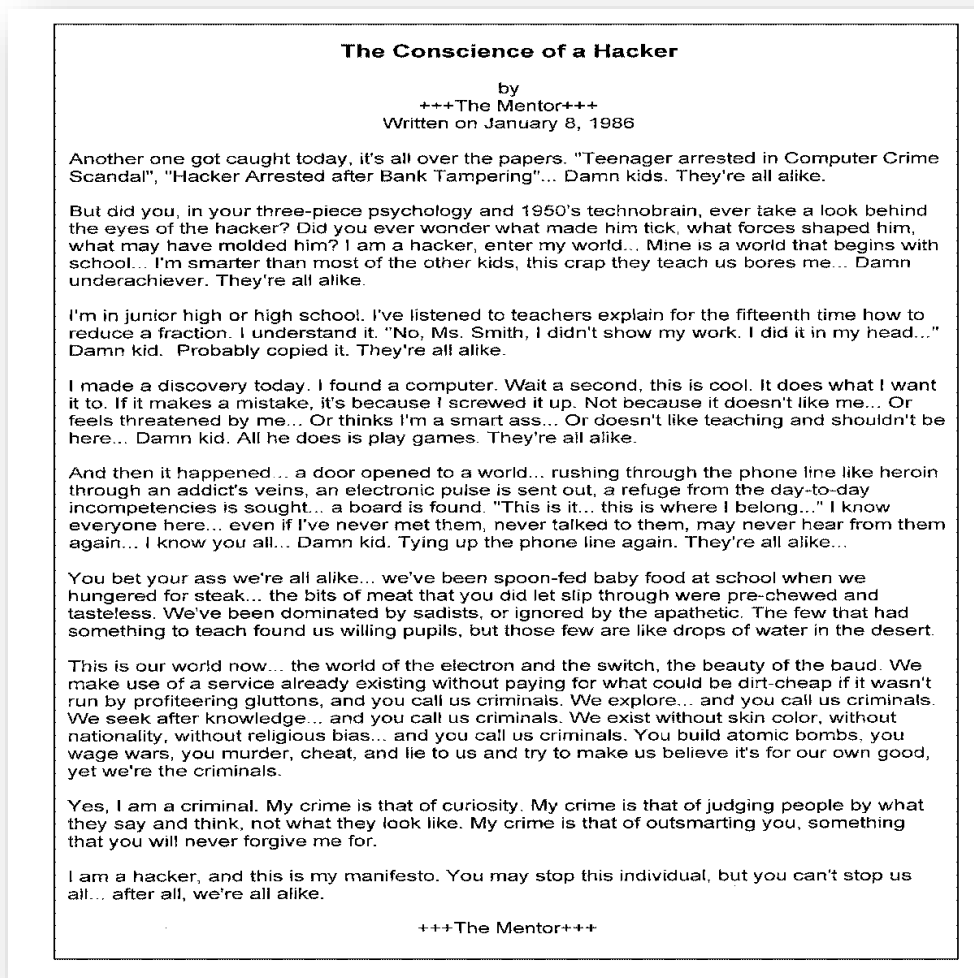 The Conscience of a Hacker
by
+++The Mentor+++
Written on January 8, 1986
Another one got caught today, it's all over the papers. "Teenager arrested in Computer Crime
Scandal", "Hacker Arrested after Bank Tampering"... Damn kids. They're all alike.
But did you, in your three-piece psychology and 1950's technobrain, ever take a look behind
the eyes of the hacker? Did you ever wonder what made him tick, what forces shaped him,
what may have molded him? I am a hacker, enter my world... Mine is a world that begins with
school... I'm smarter than most of the other kids, this crap they teach us bores me... Damn
underachiever. They're all alike.
I'm in junior high or high school. I've listened to teachers explain for the fifteenth time how to
reduce a fraction. I understand it. "No, Ms. Smith, I didn't show my work. I did it in my head..."
Damn kid.  Probably copied it. They're all alike.
I made a discovery today. I found a computer. Wait a second, this is cool. It does what I want
it to. If it makes a mistake, it's because I screwed it up. Not because it doesn't like me... Or
feels threatened by me... Or thinks I'm a smart ass... Or doesn't like teaching and shouldn't be
here... Damn kid. All he does is play games. They're all alike.
And then it happened... a door opened to a world... rushing through the phone line like heroin
through an addict's veins, an electronic pulse is sent out, a refuge from the day-to-day
incompetencies is sought... a board is found. "This is it... this is where I belong..." I know
everyone here... even if I've never met them, never talked to them, may never hear from them
again... I know you all... Damn kid. Tying up the phone line again. They're all alike...
You bet your ass we're all alike... we've been spoon-fed baby food at school when we
hungered for steak... the bits of meat that you did let slip through were pre-chewed and
tasteless. We've been dominated by sadists, or ignored by the apathetic. The few that had
something to teach found us willing pupils, but those few are like drops of water in the desert.
This is our world now... the world of the electron and the switch, the beauty of the baud. We
make use of a service already existing without paying for what could be dirt-cheap if it wasn't
run by profiteering gluttons, and you call us criminals. We explore... and you call us criminals.
We seek after knowledge... and you call us criminals. We exist without skin color, without
nationality, without religious bias... and you call us criminals. You build atomic bombs, you
wage wars, you murder, cheat, and lie to us and try to make us believe it's for our own good,
yet we're the criminals.
Yes, I am a criminal. My crime is that of curiosity. My crime is that of judging people by what
they say and think, not what they look like. My crime is that of outsmarting you, something
that you will never forgive me for.
I am a hacker, and this is my manifesto. You may stop this individual, but you can't stop us
all... after all, we're all alike.
+++The Mentor+++